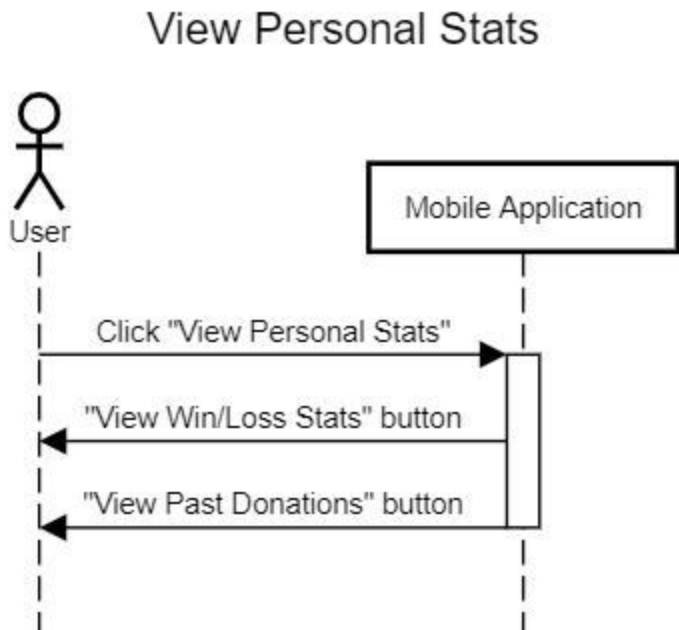 View Personal Stats
User
Mobile Application
Click "View Personal Stats"
"View Win/Loss Stats" button
"View Past Donations" button